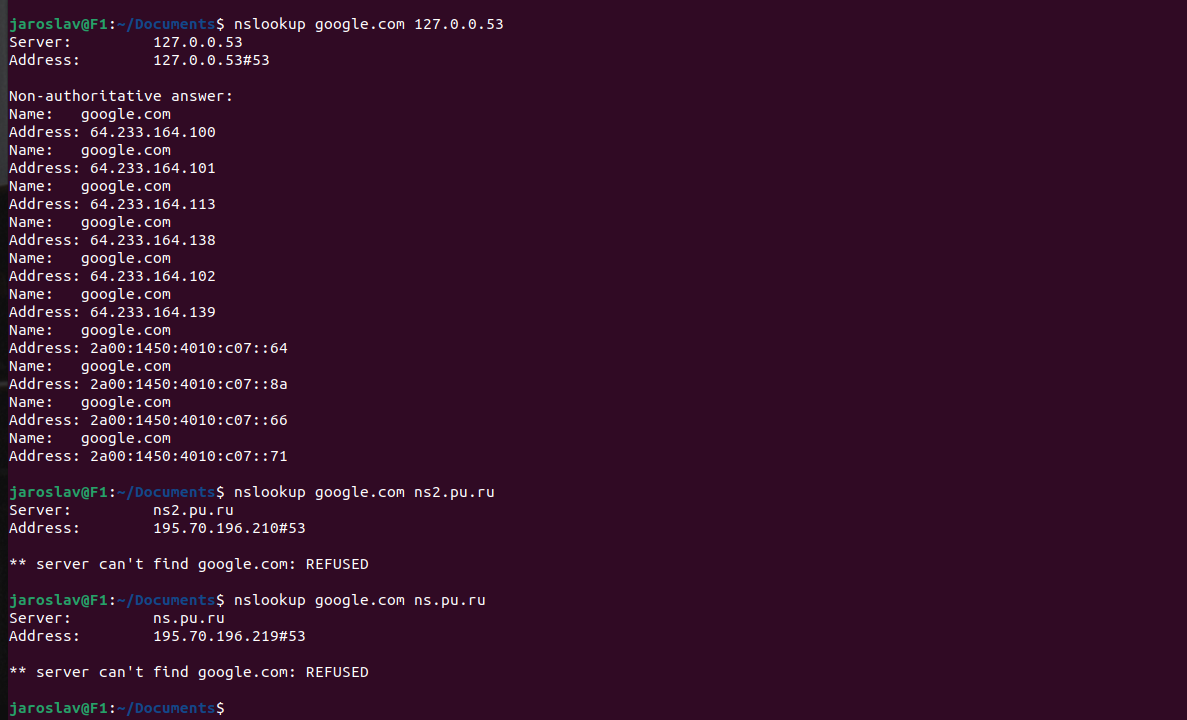 jaroslav@F1:~/Documents$ nslookup google.com 127.0.0.53
Server:         127.0.0.53
Address:        127.0.0.53#53
Non-authoritative answer:
Name:   google.com
Address: 64.233.164.100
Name:   google.com
Address: 64.233.164.101
Name:   google.com
Address: 64.233.164.113
Name:   google.com
Address: 64.233.164.138
Name:   google.com
Address: 64.233.164.102
Name:   google.com
Address: 64.233.164.139
Name:   google.com
Address: 2a00:1450:4010:c07::64
Name:   google.com
Address: 2a00:1450:4010:c07::8a
Name:   google.com
Address: 2a00:1450:4010:c07::66
Name:   google.com
Address: 2a00:1450:4010:c07::71
jaroslav@F1:~/Documents$ nslookup google.com ns2.pu.ru
Server:         ns2.pu.ru
Address:        195.70.196.210#53
** server can't find google.com: REFUSED
jaroslav@F1:~/Documents$ nslookup google.com ns.pu.ru
Server:         ns.pu.ru
Address:        195.70.196.219#53
** server can't find google.com: REFUSED
jaroslav@F1:~/Documents$